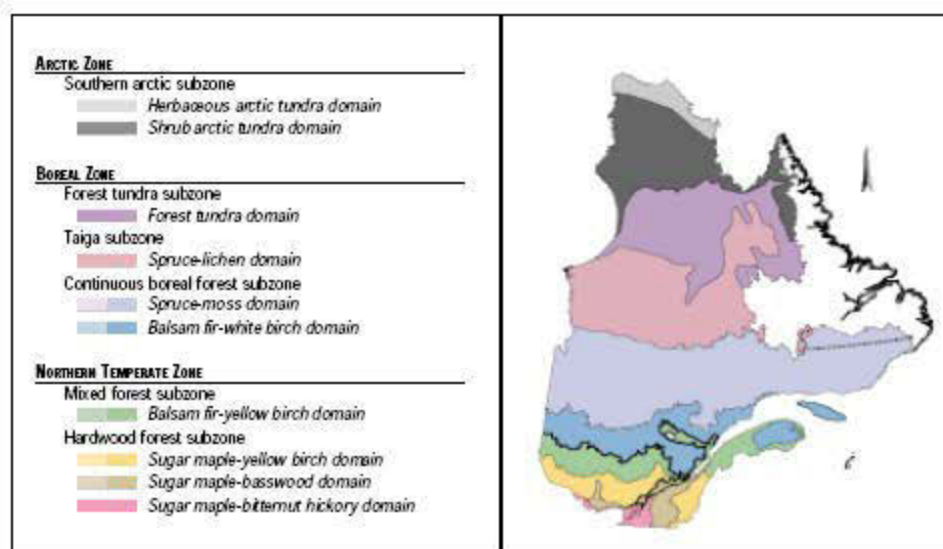 ARCTIC ZONE
Southern arctic subzone
Herbaceous arctic tundra domain
Shrub arctic tundra domain
BOREAL ZONE
Forest tundra subzone
Forest tundra domain
Taiga subzone
Spruce-lichen domain
Continuous boreal forest subzone
Spruce-moss domain
Balsam fir-white birch domain
NORTHERN TEMPERATE ZONE
Mixed forest subzone
Balsam fir-yellow birch domain
Hardwood forest subzone
Sugar maple-yellow birch domain
Sugar maple-basswood domain
Sugar maple-bitternut hickory domain